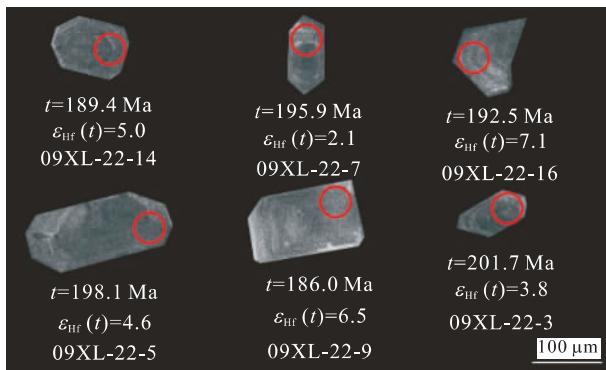 t=189.4 Ma
εHf (t)=5.0
09XL-22-14
t=195.9 Ma
εHf (t)=2.1
09XL-22-7
t=192.5 Ma
εHf (t)=7.1
09XL-22-16
t=198.1 Ma
εHf (t)=4.6
09XL-22-5
t=186.0 Ma
εHf (t)=6.5
09XL-22-9
t=201.7 Ma
εHf (t)=3.8
09XL-22-3
100 μm